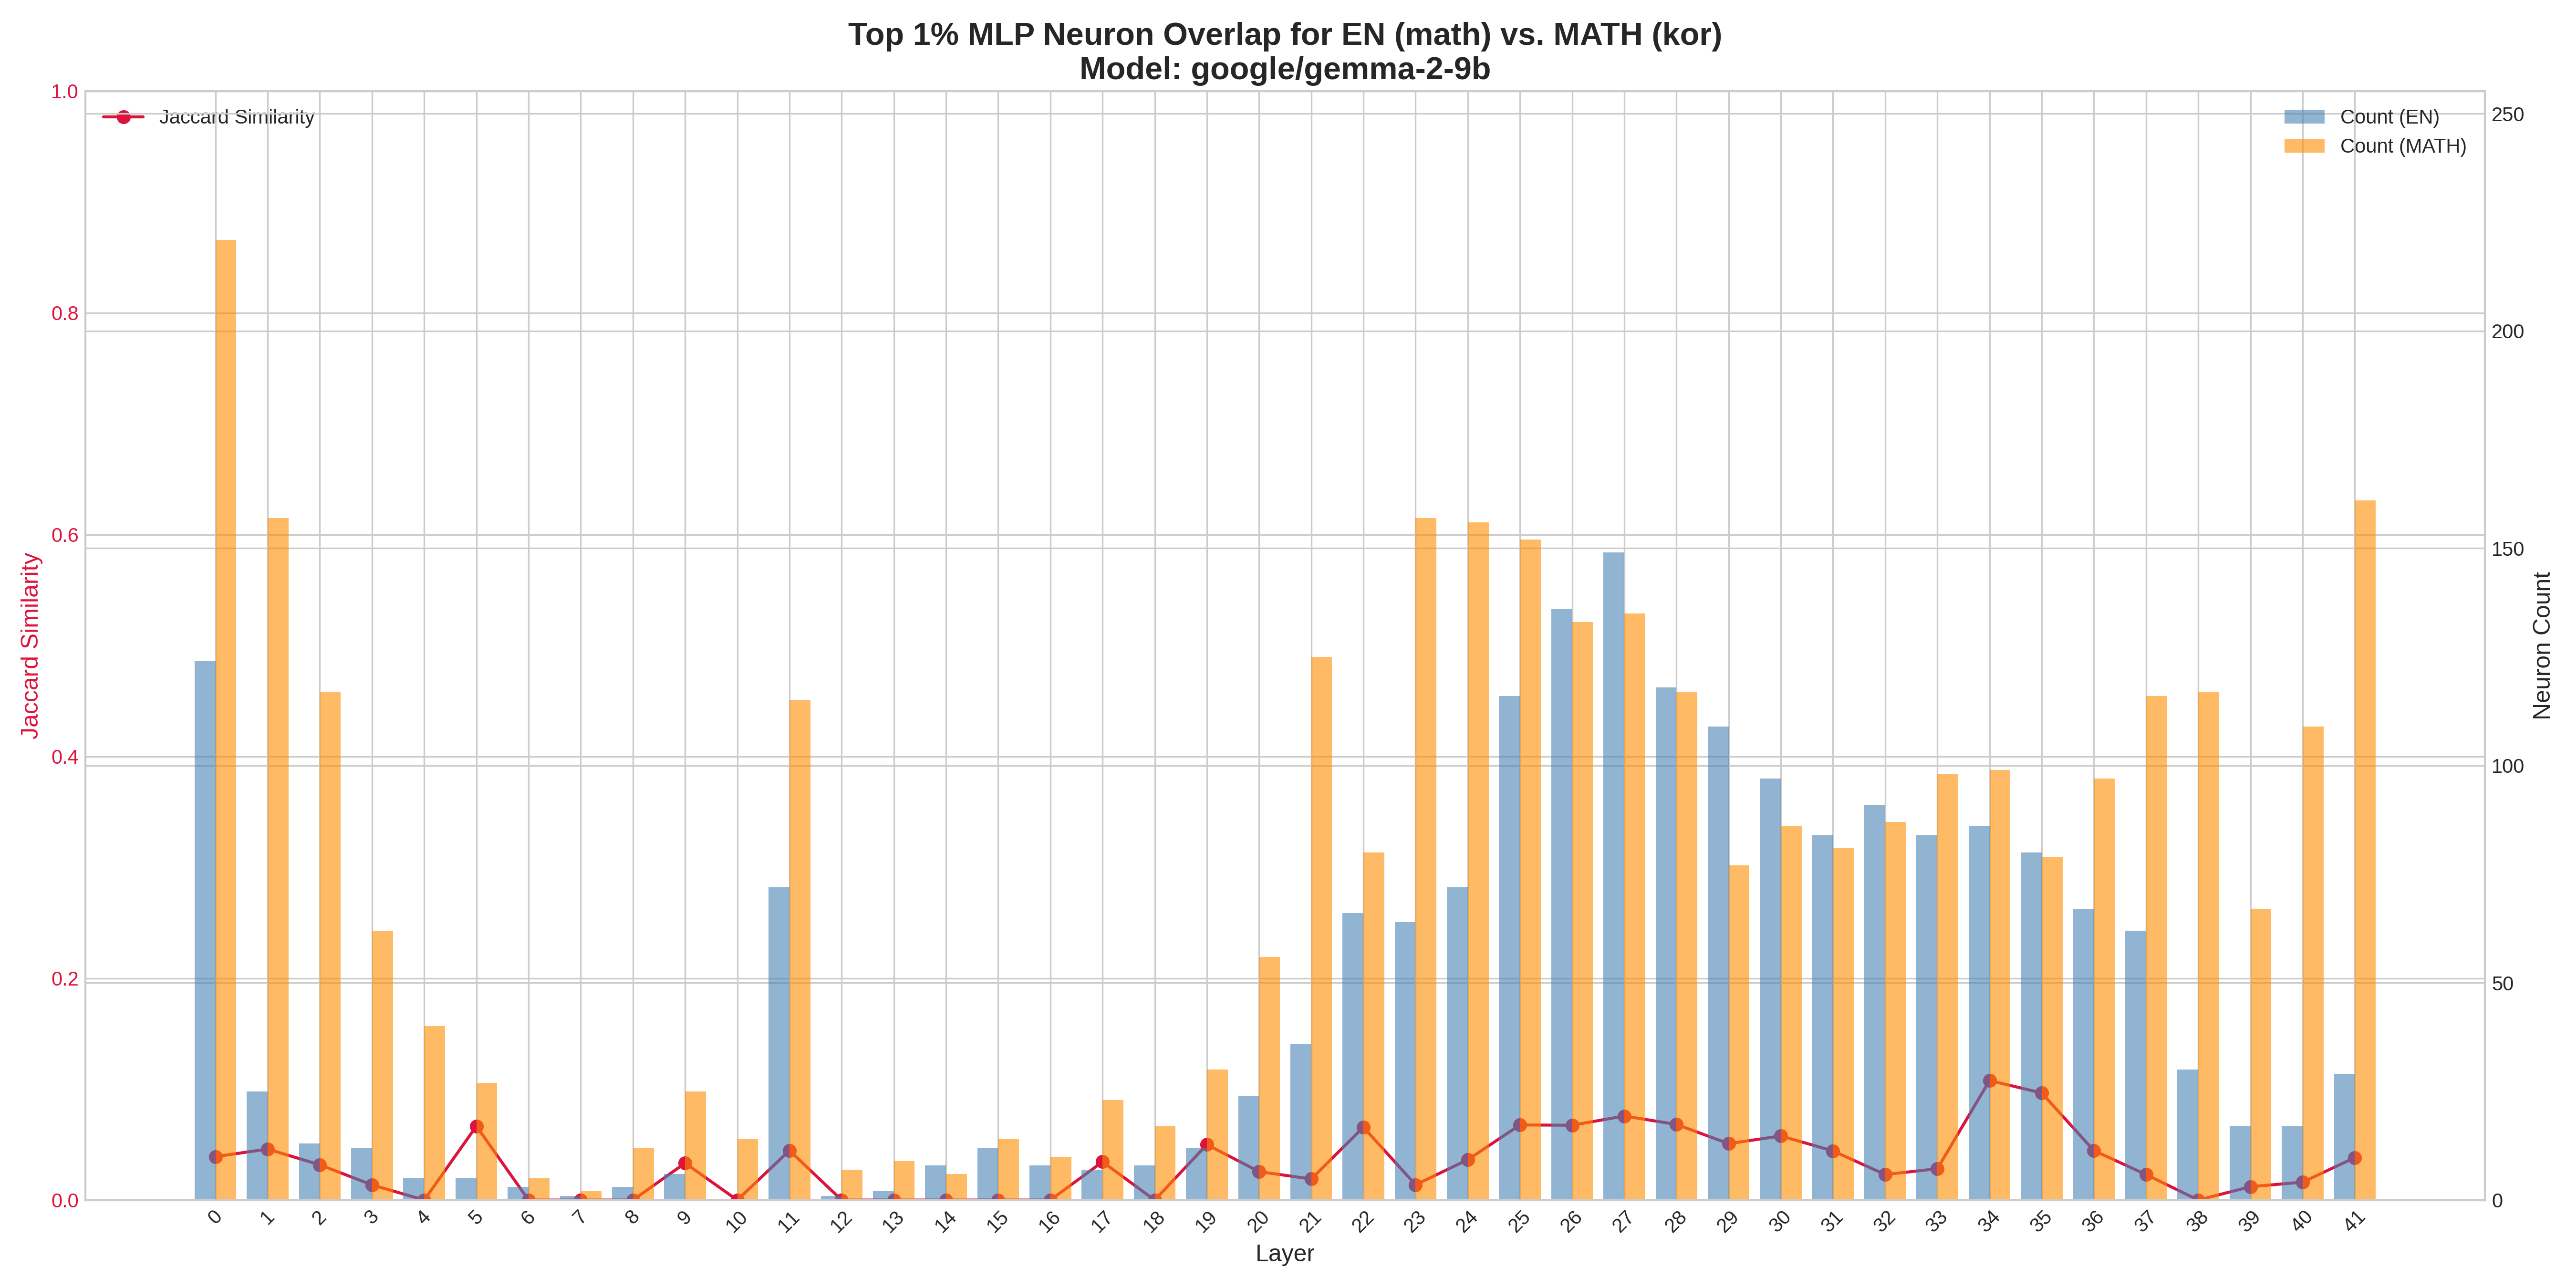 Top 1% MLP Neuron Overlap for EN (math) vs. MATH (kor)
Model: google/gemma-2-9b
Jaccard Similarity
Count (EN)
Count (MATH)
1.0
0.8
0.6
0.4
0.2
0.0
Jaccard Similarity
250
200
150
100
50
0
Neuron Count
0 1 2 3 4 5 6 7 8 9 10 11 12 13 14 15 16 17 18 19 20 21 22 23 24 25 26 27 28 29 30 31 32 33 34 35 36 37 38 39 40 41
Layer